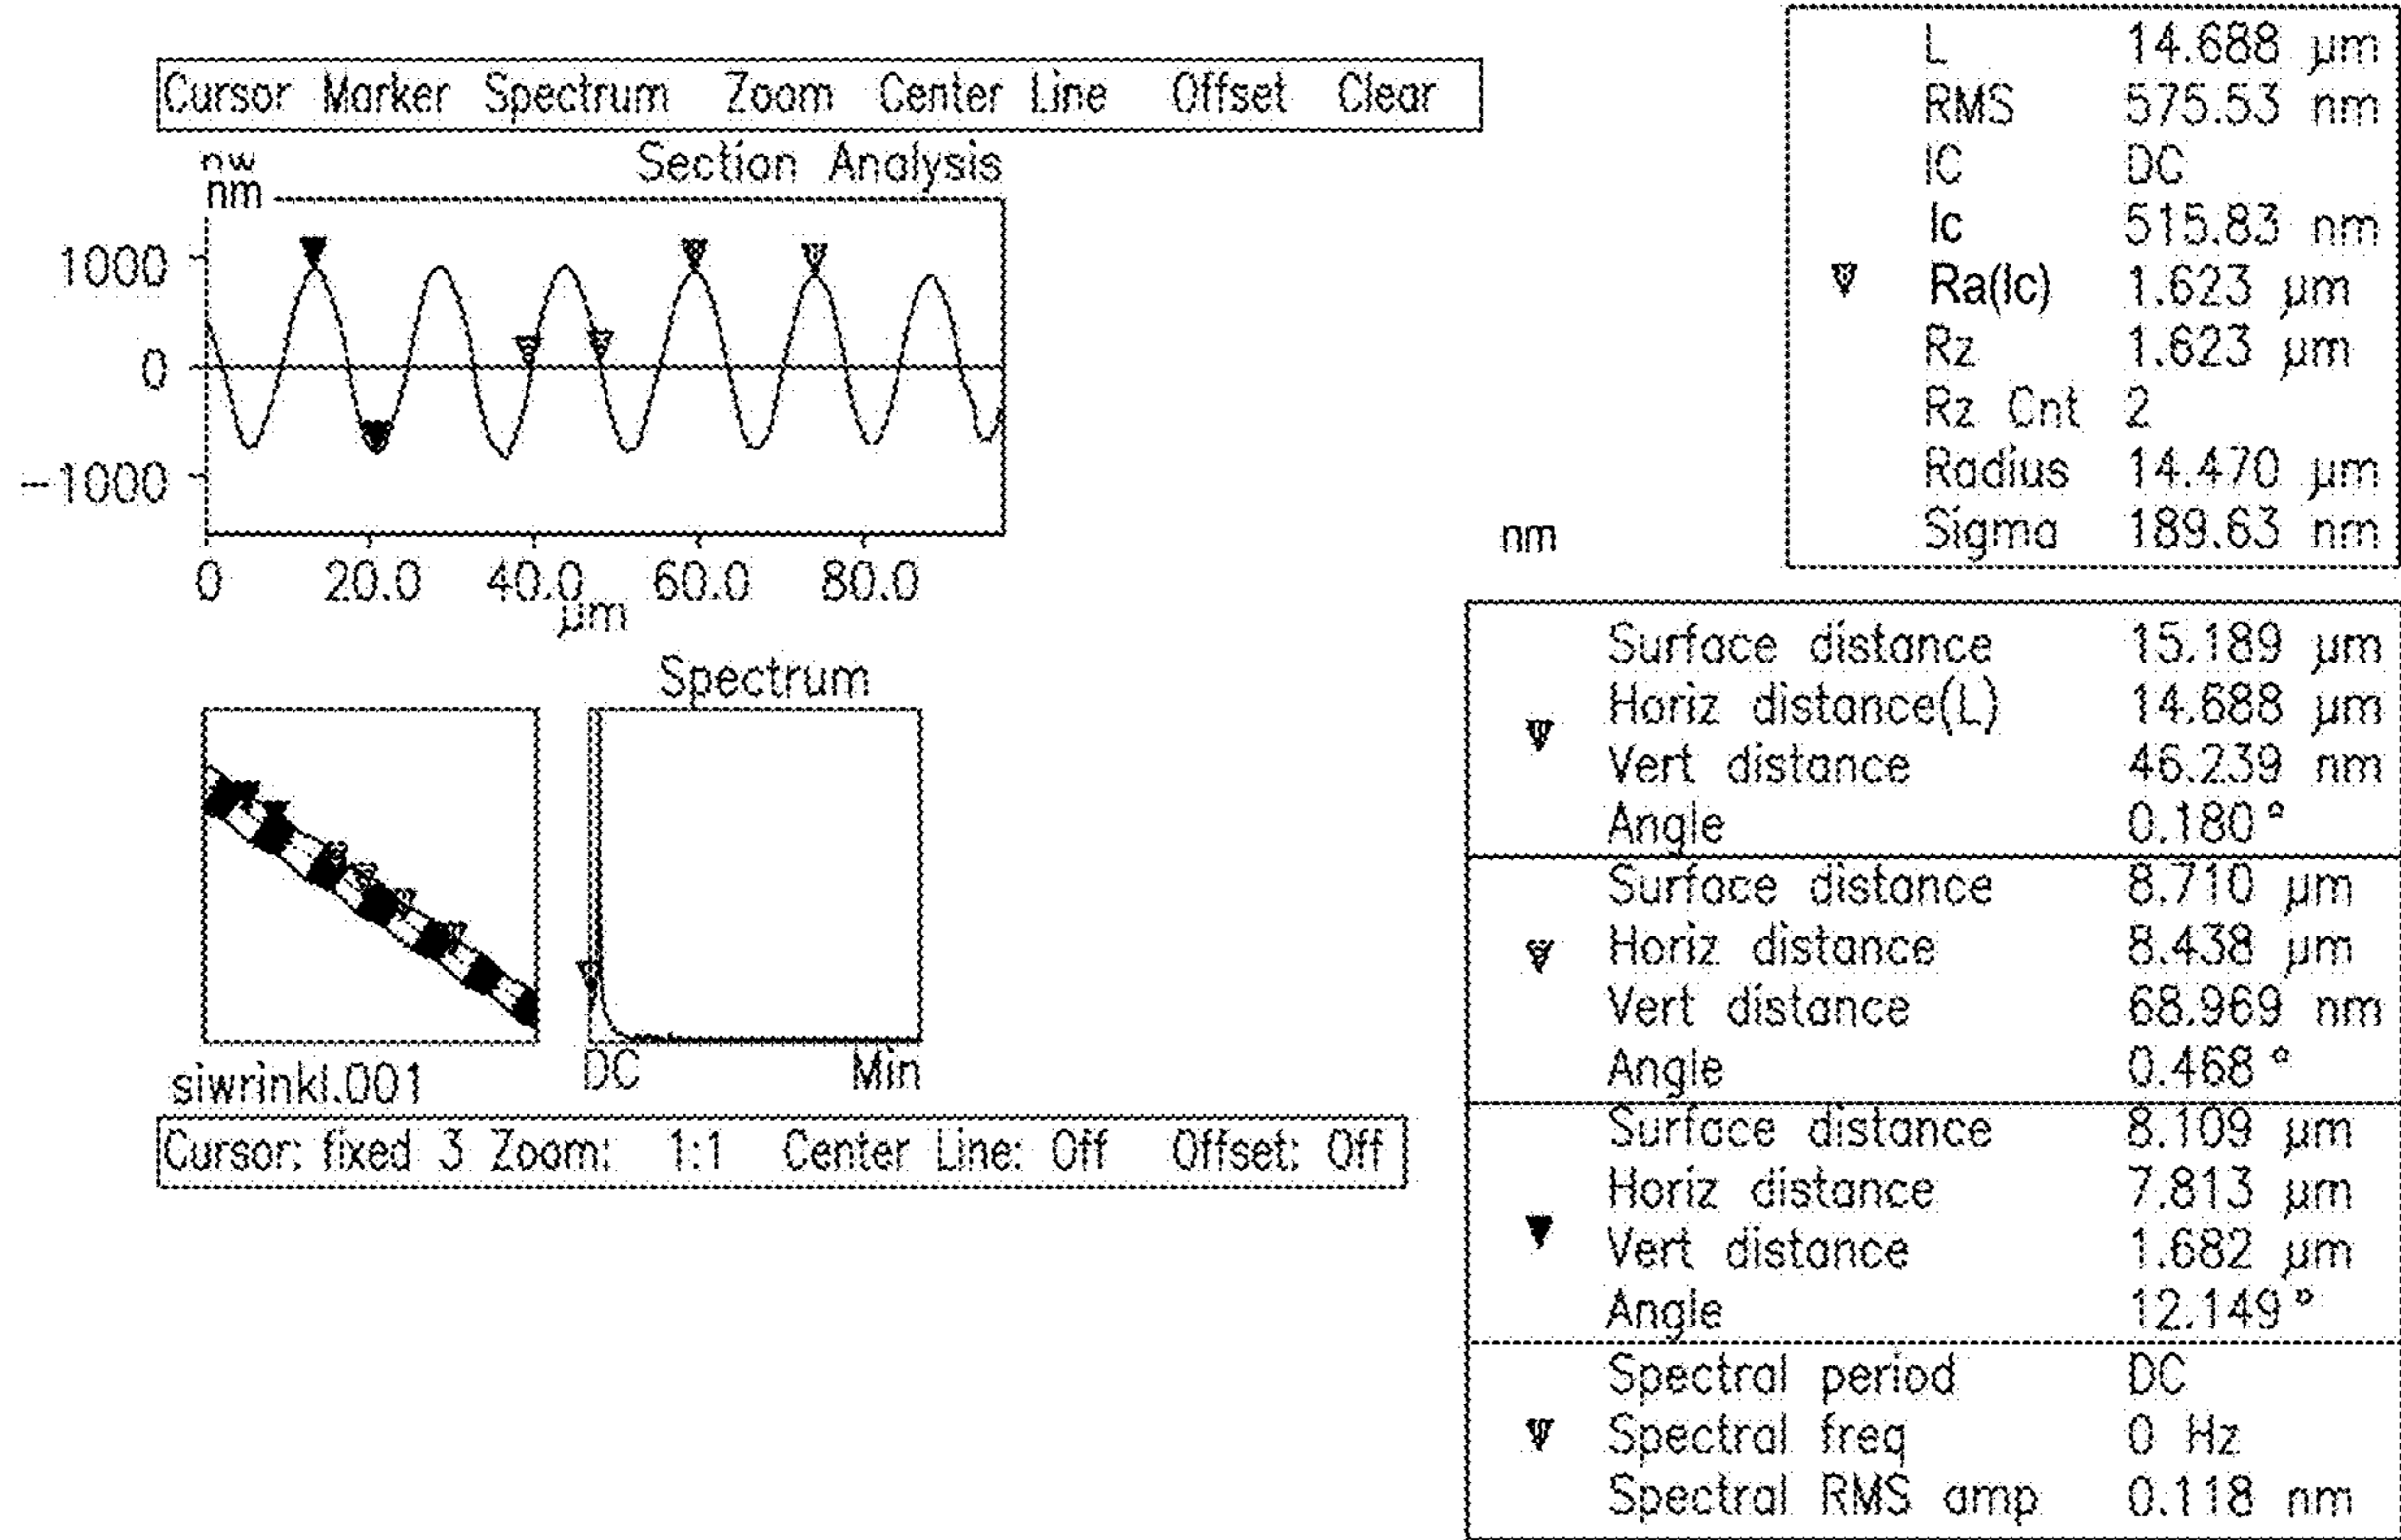 Cursor Marker Spectrum Zoom Center Line Offset Clear
nw
nm
Section Analysis
1000
0
-1000
0 20.0 40.0 60.0 80.0
µm
Spectrum
siwrinkl.001
DC Min
Cursor: fixed 3 Zoom: 1:1 Center Line: Off Offset: Off
L 14.688 µm
RMS 575.53 nm
IC DC
Ic 515.83 nm
Ra(Ic) 1.623 µm
Rz 1.623 µm
Rz Cnt 2
Radius 14.470 µm
Sigma 189.63 nm
nm
Surface distance 15.189 µm
Horiz distance(L) 14.688 µm
Vert distance 46.239 nm
Angle 0.180°
Surface distance 8.710 µm
Horiz distance 8.438 µm
Vert distance 68.969 nm
Angle 0.468°
Surface distance 8.109 µm
Horiz distance 7.813 µm
Vert distance 1.682 µm
Angle 12.149°
Spectral period DC
Spectral freq 0 Hz
Spectral RMS amp 0.118 nm